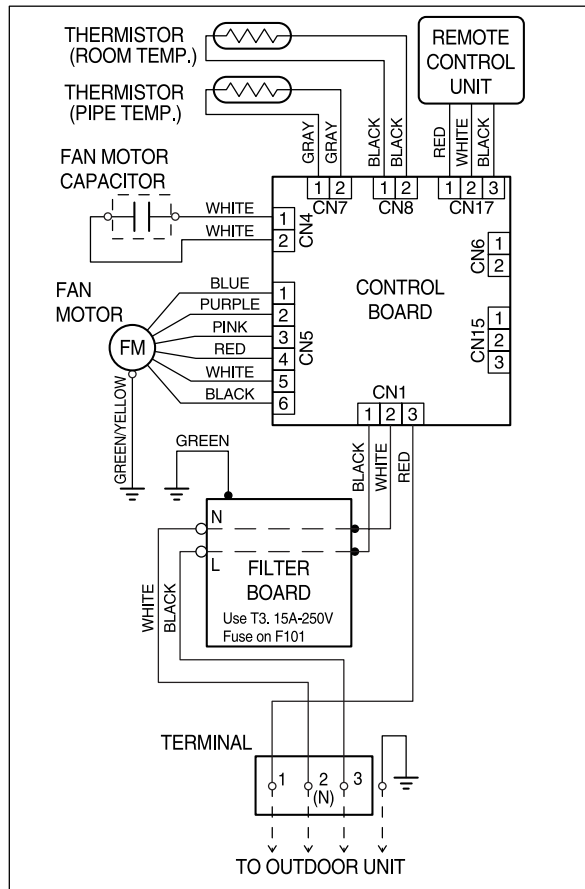 THERMISTOR
(ROOM TEMP.)
REMOTE
CONTROL
UNIT
THERMISTOR
(PIPE TEMP.)
GRAY
GRAY
BLACK
BLACK
RED
WHITE
BLACK
FAN MOTOR
CAPACITOR
1 2
CN7
1 2
CN8
1 2 3
CN17
WHITE
WHITE
1
2
CN4
CN6
1
2
CONTROL
BOARD
FAN
MOTOR
FM
BLUE
PURPLE
PINK
RED
WHITE
BLACK
1
2
3
4
5
6
CN5
CN15
1
2
3
CN1
1 2 3
GREEN/YELLOW
GREEN
BLACK
WHITE
RED
N
L
FILTER
BOARD
Use T3. 15A-250V
Fuse on F101
WHITE
BLACK
TERMINAL
1 2 3
(N)
TO OUTDOOR UNIT